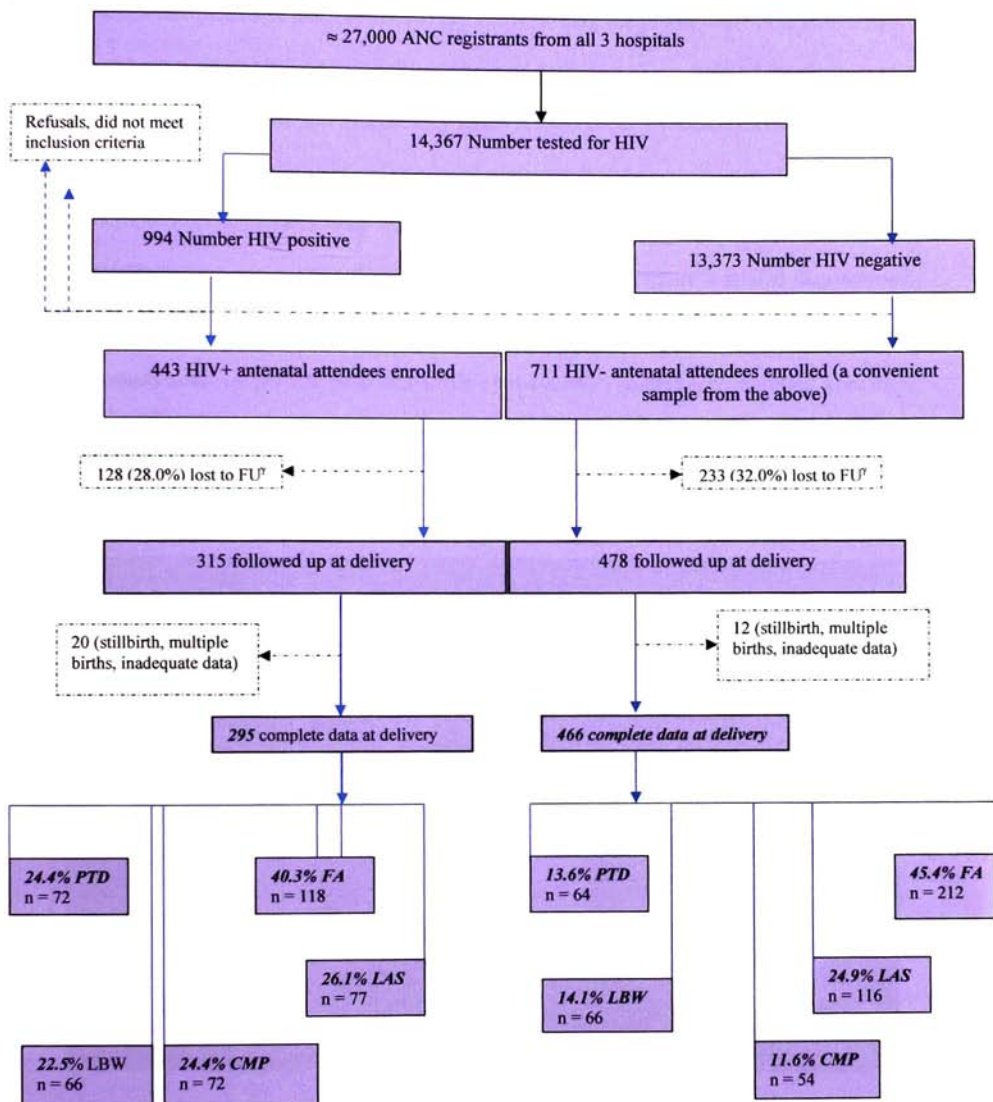 ≈ 27,000 ANC registrants from all 3 hospitals
Refusals, did not meet
inclusion criteria
14,367 Number tested for HIV
994 Number HIV positive
13,373 Number HIV negative
443 HIV+ antenatal attendees enrolled
711 HIV- antenatal attendees enrolled (a convenient
sample from the above)
128 (28.0%) lost to FUᵞ
233 (32.0%) lost to FUᵞ
315 followed up at delivery
478 followed up at delivery
20 (stillbirth, multiple
births, inadequate data)
12 (stillbirth, multiple
births, inadequate data)
295 complete data at delivery
466 complete data at delivery
24.4% PTD
n = 72
40.3% FA
n = 118
13.6% PTD
n = 64
45.4% FA
n = 212
26.1% LAS
n = 77
14.1% LBW
n = 66
24.9% LAS
n = 116
22.5% LBW
n = 66
24.4% CMP
n = 72
11.6% CMP
n = 54